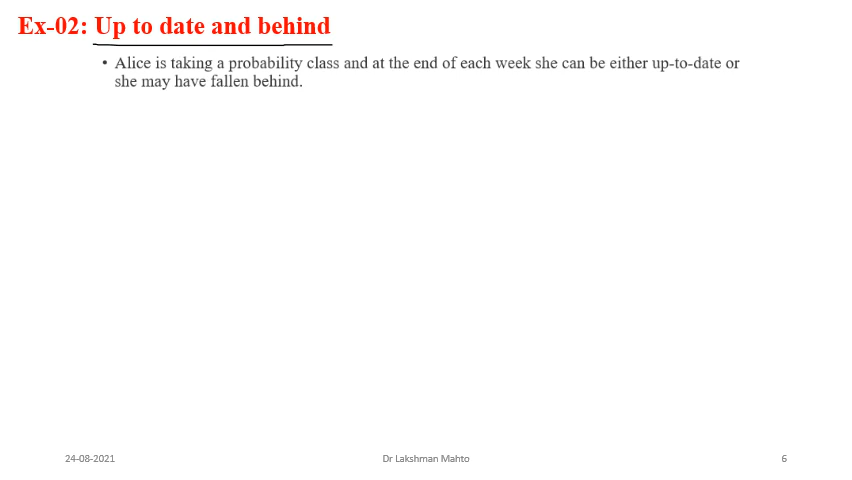 Ex-02: Up to date and behind
• Alice is taking a probability class and at the end of each week she can be either up-to-date or
she may have fallen behind.
24-08-2021 Dr Lakshman Mahto 6